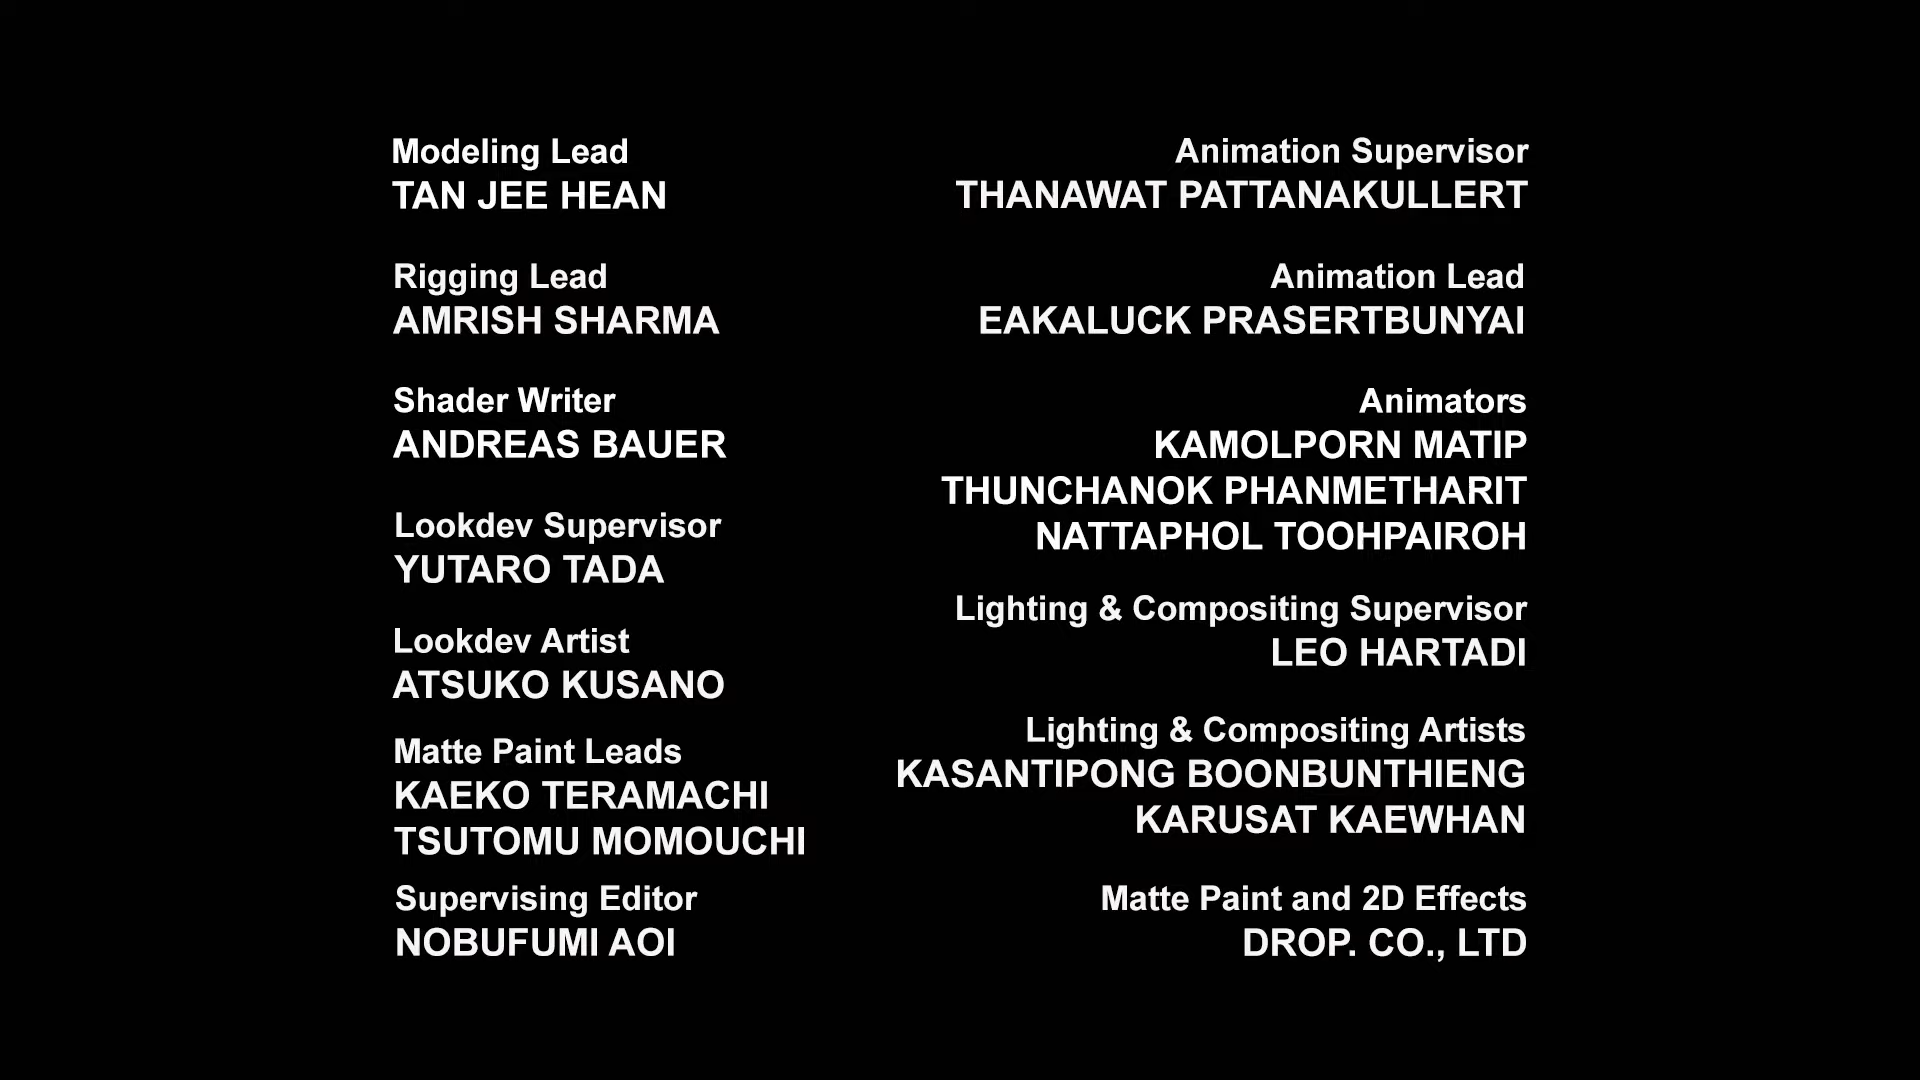 Modeling Lead
TAN JEE HEAN
Rigging Lead
AMRISH SHARMA
Shader Writer
ANDREAS BAUER
Lookdev Supervisor
YUTARO TADA
Lookdev Artist
ATSUKO KUSANO
Matte Paint Leads
KAEKO TERAMACHI
TSUTOMU MOMOUCHI
Supervising Editor
NOBUFUMI AOI
Animation Supervisor
THANAWAT PATTANAKULLERT
Animation Lead
EAKALUCK PRASERTBUNYAI
Animators
KAMOLPORN MATIP
THUNCHANOK PHANMETHARIT
NATTAPHOL TOOHPAIROH
Lighting & Compositing Supervisor
LEO HARTADI
Lighting & Compositing Artists
KASANTIPONG BOONBUNTHIENG
KARUSAT KAEWHAN
Matte Paint and 2D Effects
DROP. CO., LTD